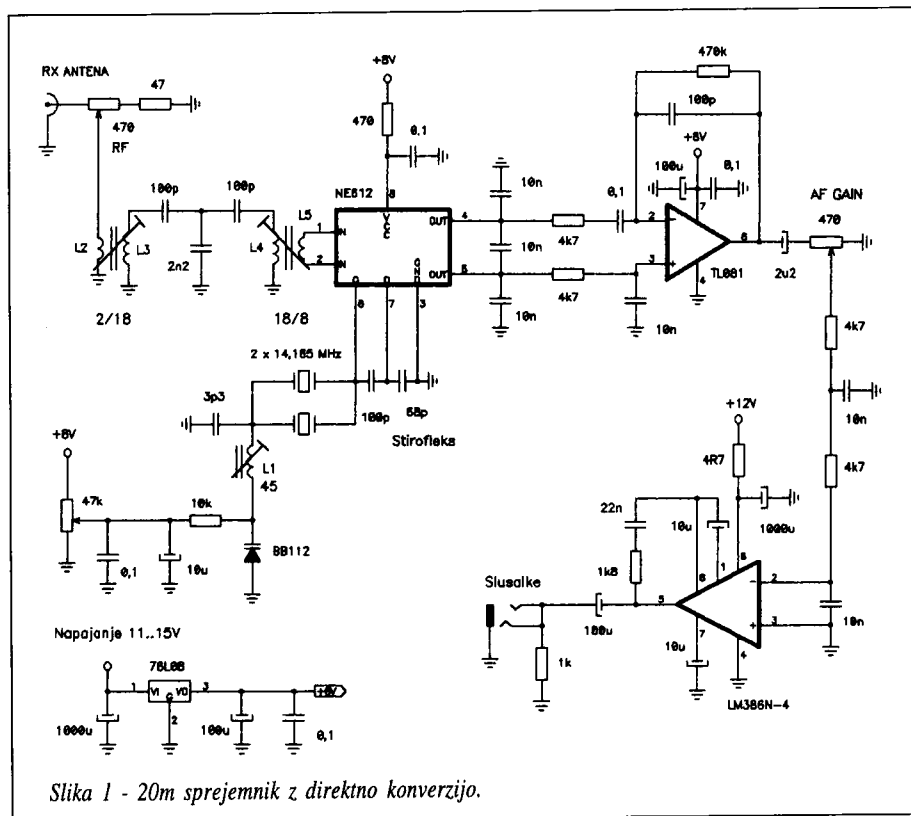 RX ANTENA
47
470
RF
100p
100p
L2
L3
2n2
L4
L5
2/18
18/8
+8V
470
0,1
NE612
8
VCC
1
IN
2
IN
OUT
4
OUT
5
GND
O
O
6
7
3
10n
10n
10n
4k7
4k7
0,1
10n
470k
100p
+8V
100u
0,1
7
2
3
6
4
TL081
2u2
AF GAIN
470
4k7
10n
4k7
2 x 14,165 MHz
3p3
100p
68p
Stirofleks
L1
45
+8V
47k
10k
0,1
10u
BB112
+12V
4R7
1000u
22n
10u
1k8
6
1
8
2
3
5
7
4
10u
10n
LM386N-4
Slusalke
100u
1k
Napajanje 11..15V
78L08
1
VI
VO
3
G
2
+8V
1000u
100u
0,1
Slika 1 - 20m sprejemnik z direktno konverzijo.